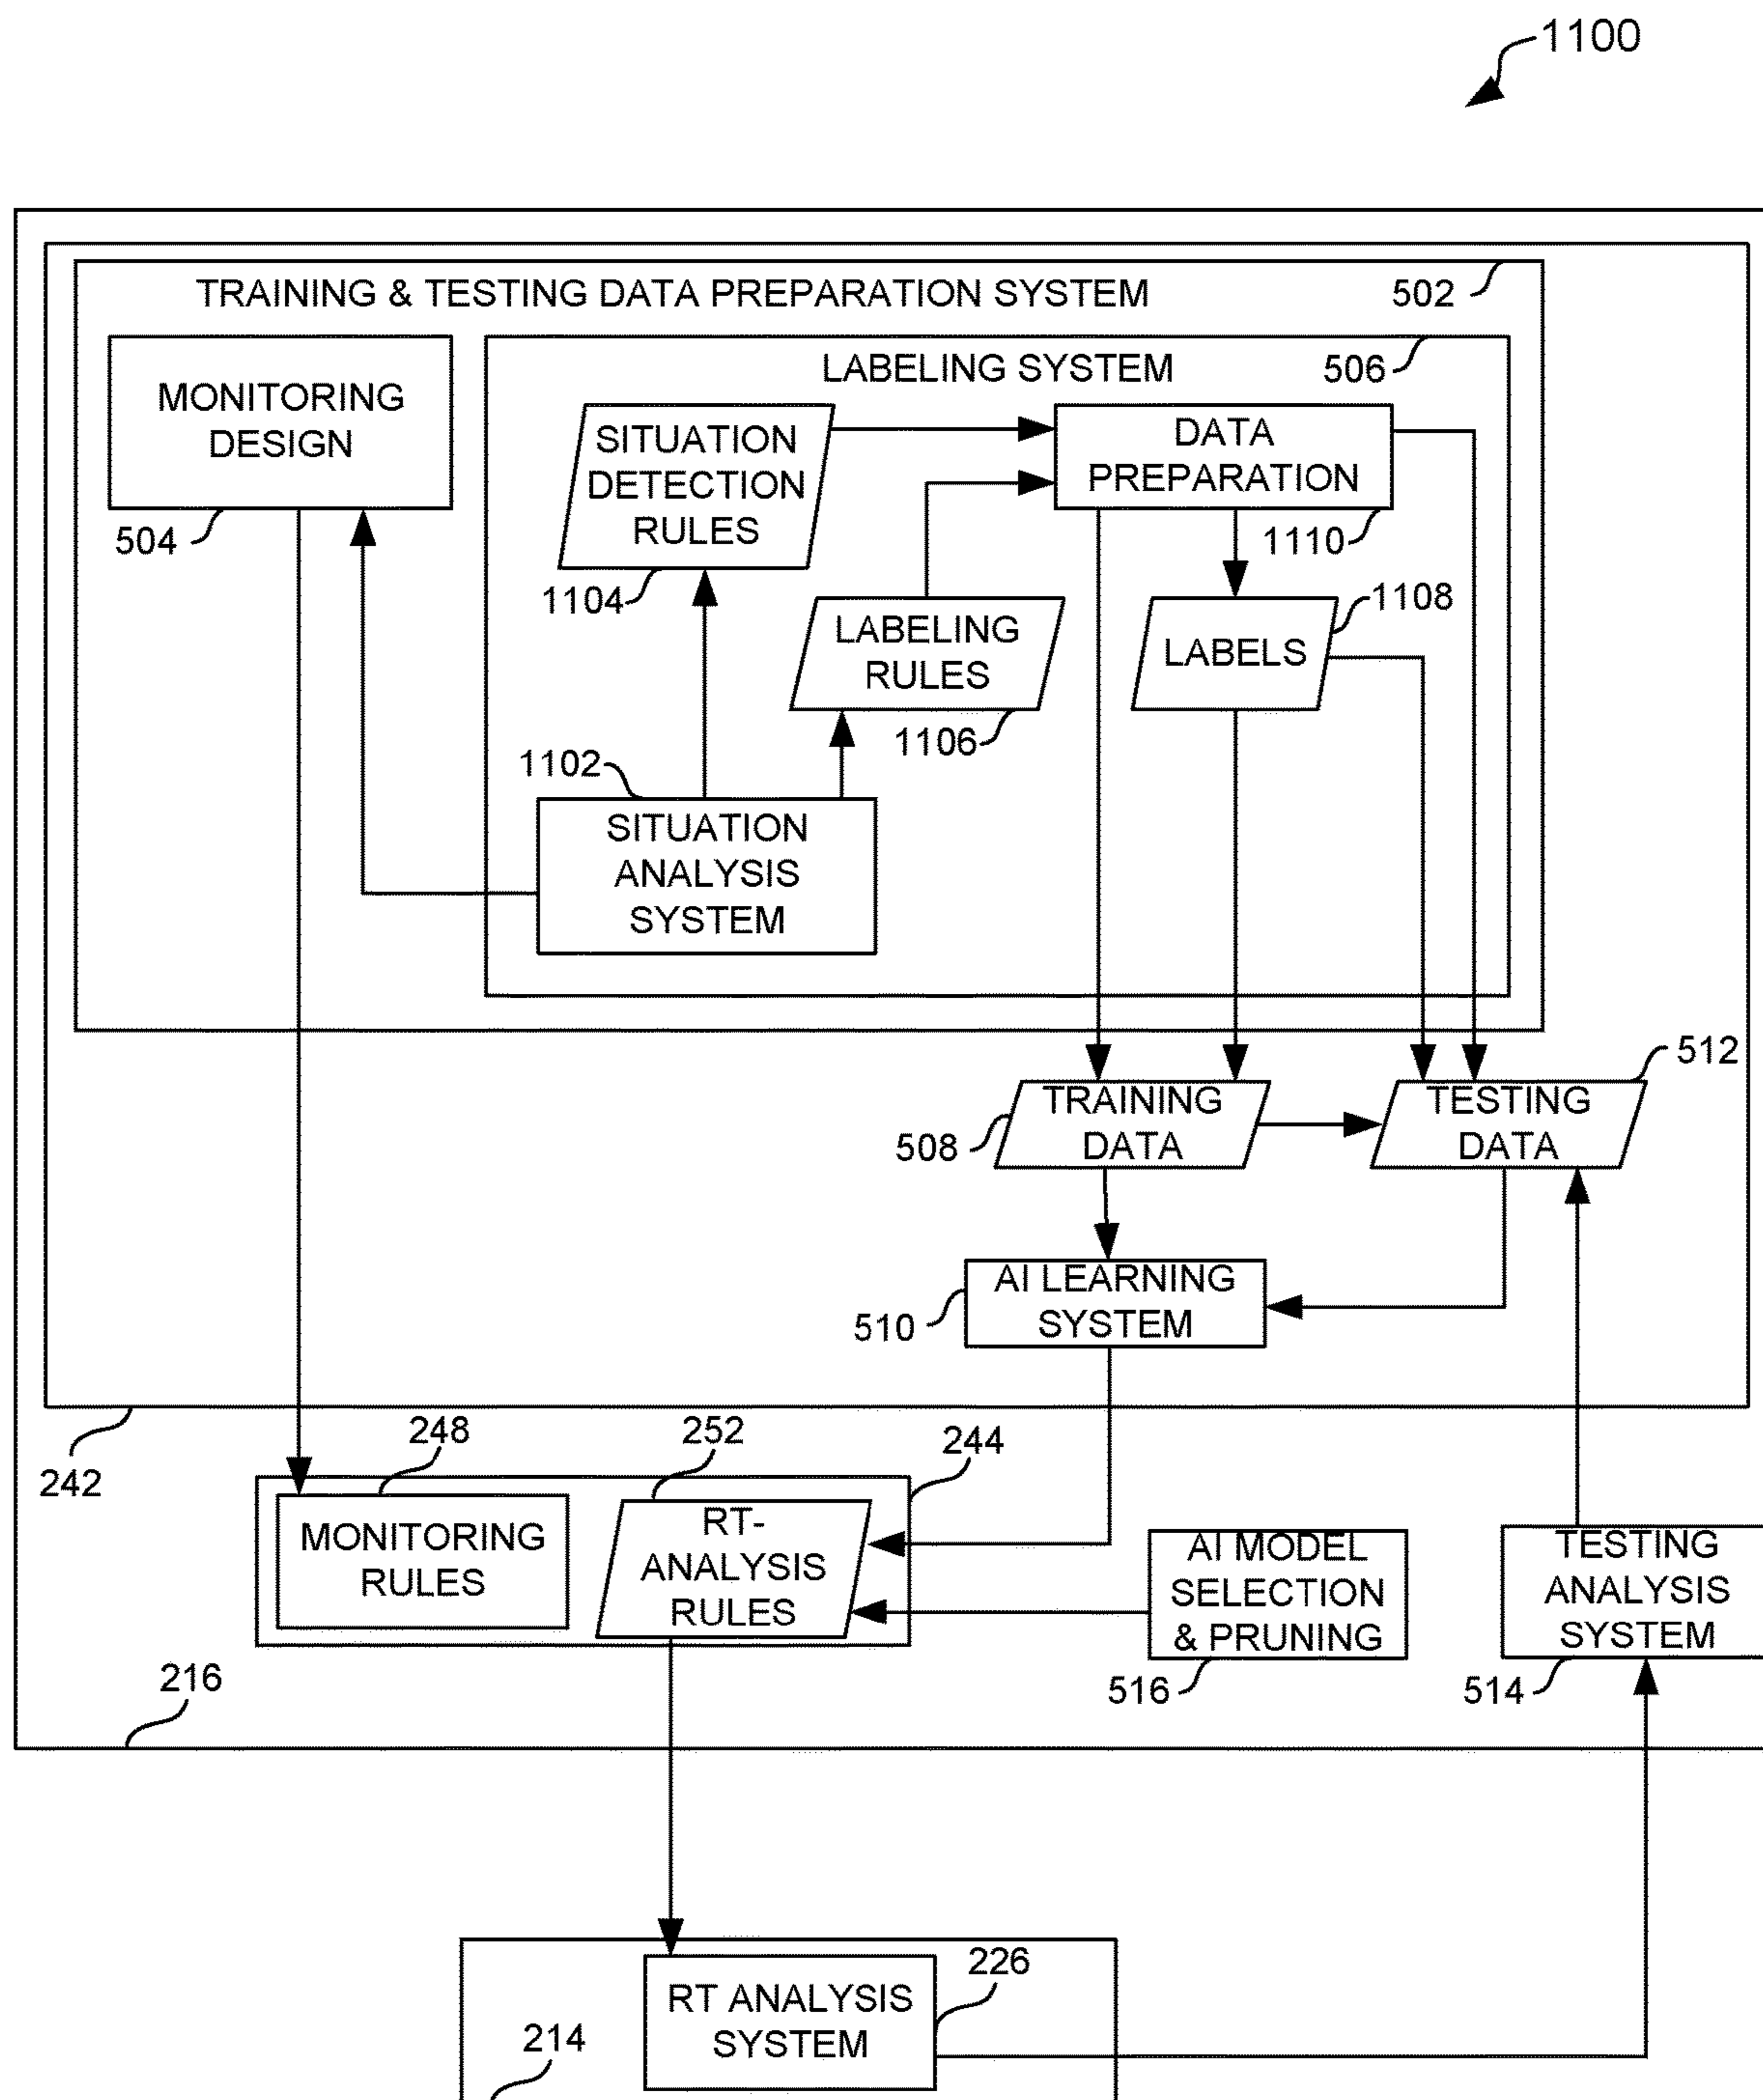 1100
TRAINING & TESTING DATA PREPARATION SYSTEM
502
MONITORING
DESIGN
504
LABELING SYSTEM
506
SITUATION
DETECTION
RULES
1104
DATA
PREPARATION
1110
LABELING
RULES
1106
LABELS
1108
1102
SITUATION
ANALYSIS
SYSTEM
512
TRAINING
DATA
508
TESTING
DATA
AI LEARNING
SYSTEM
510
242
248
252
244
MONITORING
RULES
RT-
ANALYSIS
RULES
AI MODEL
SELECTION
& PRUNING
516
TESTING
ANALYSIS
SYSTEM
514
216
226
RT ANALYSIS
SYSTEM
214